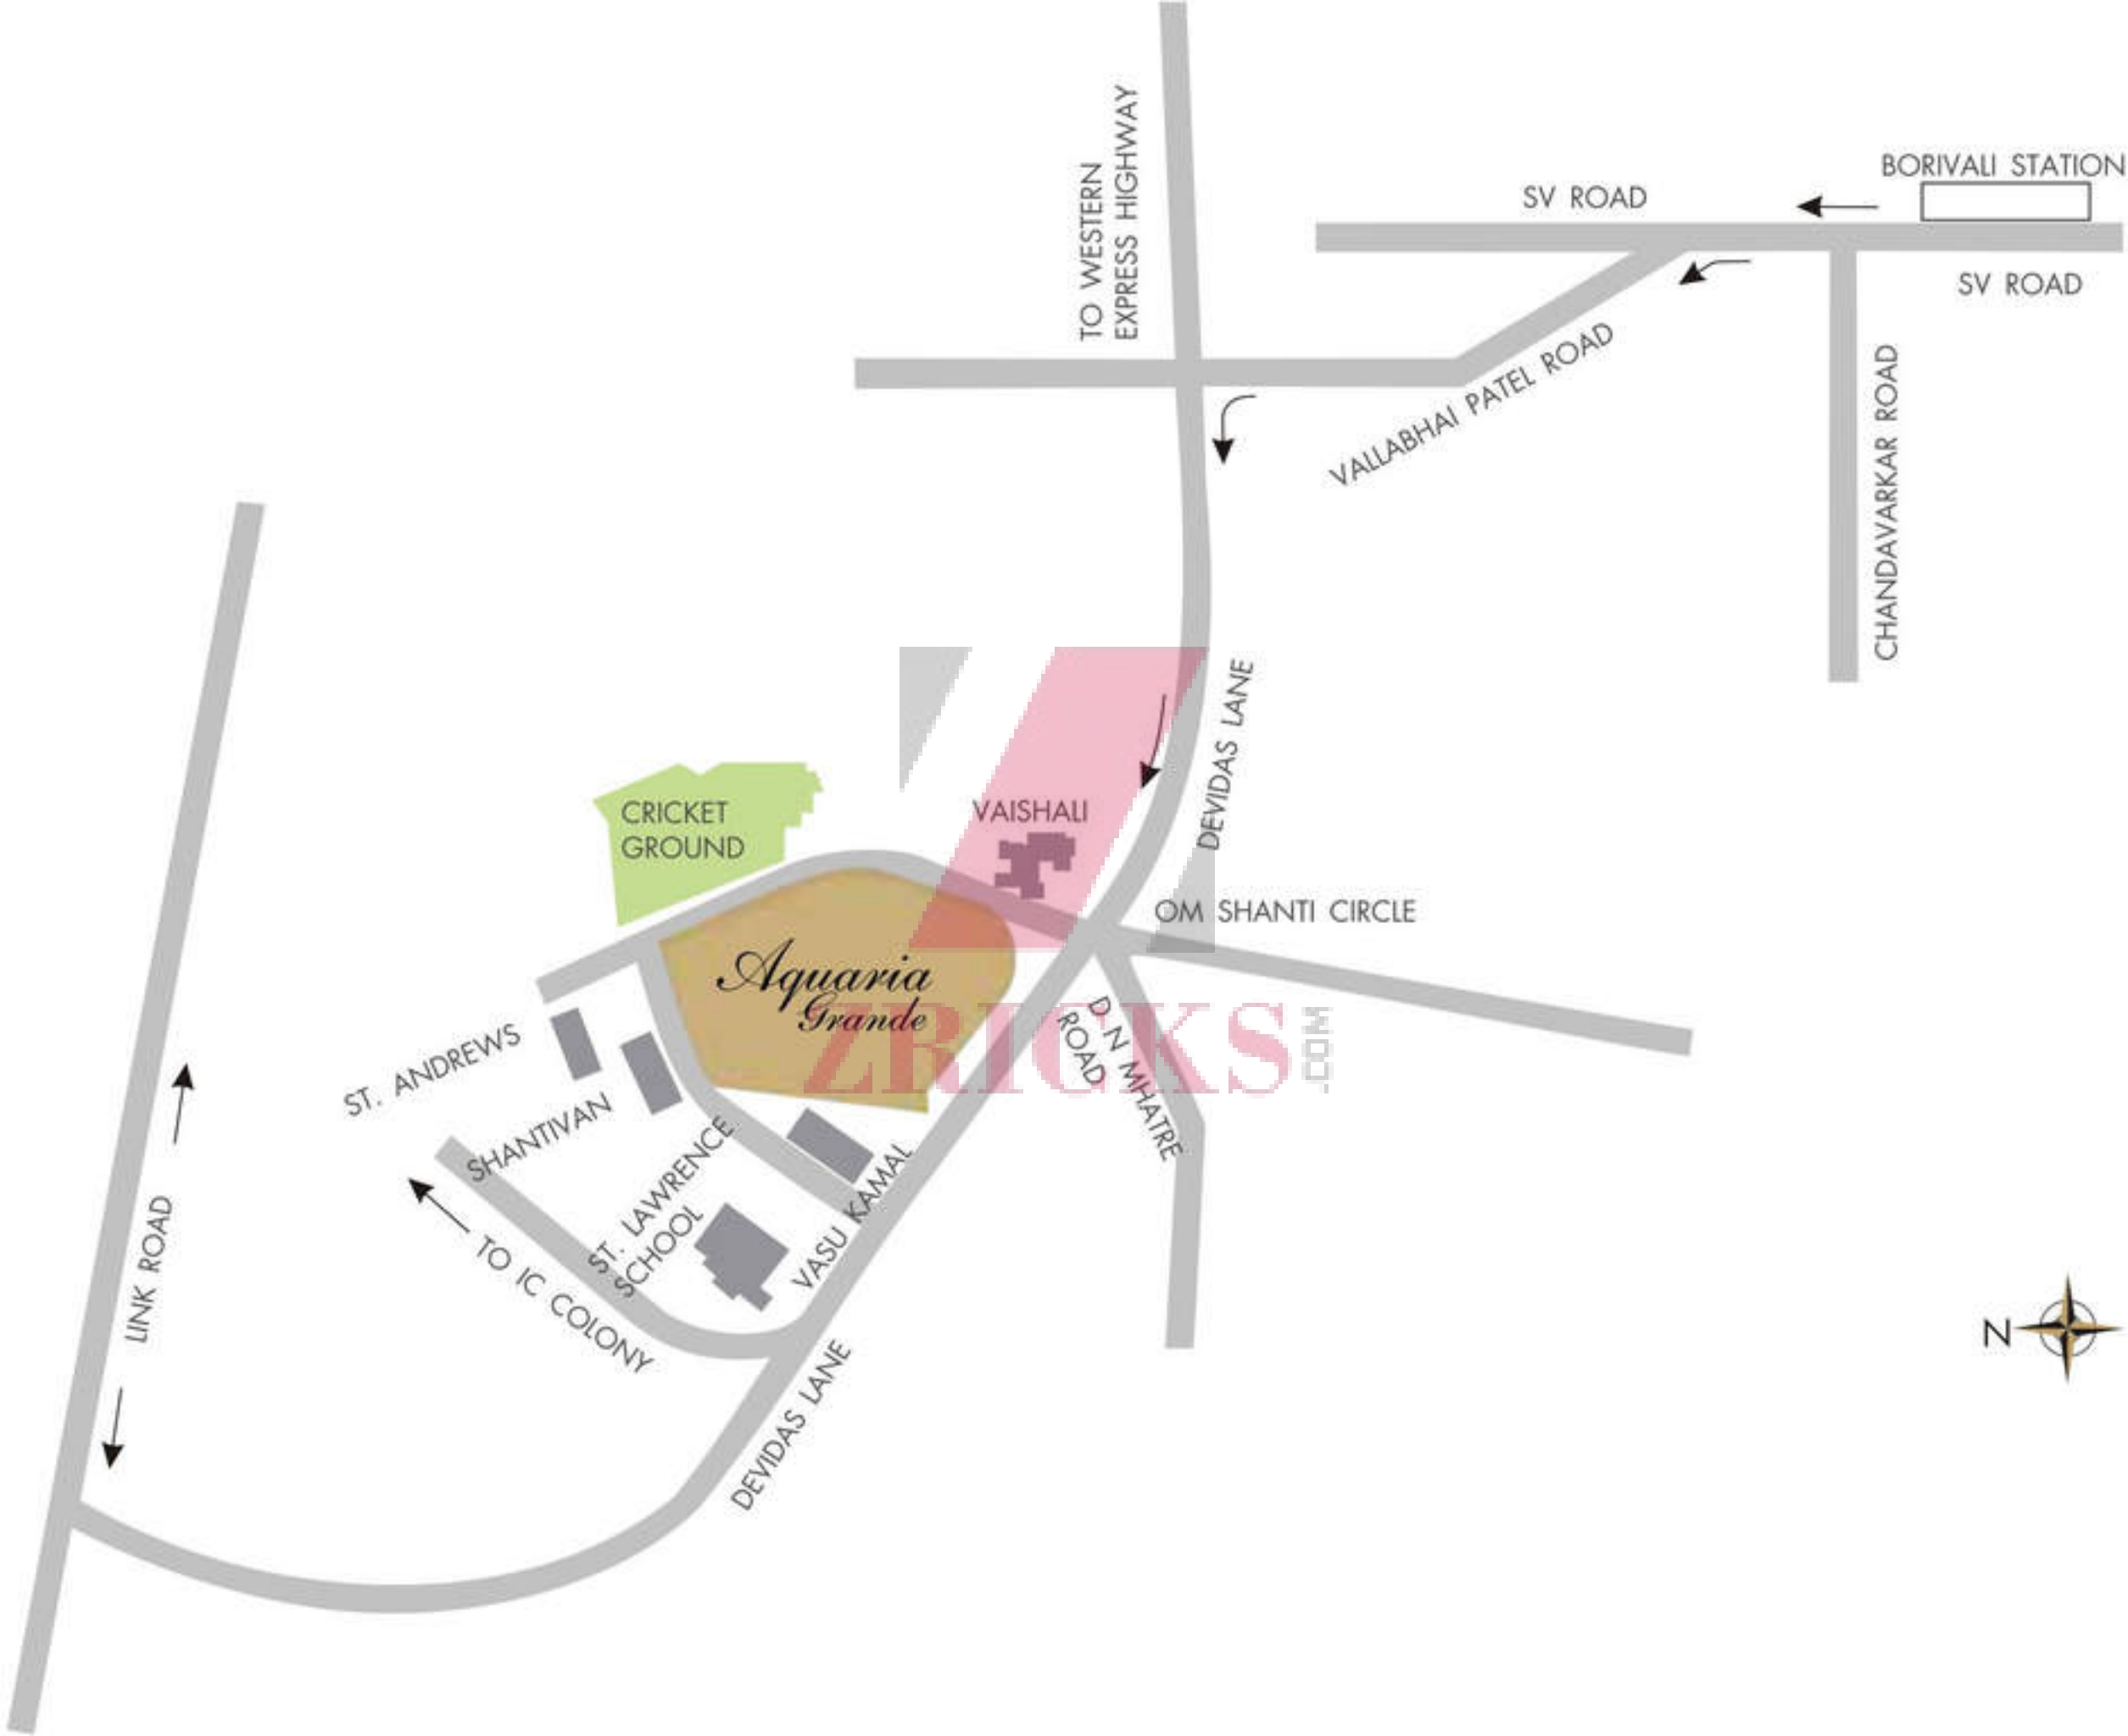 TO WESTERN
EXPRESS HIGHWAY
BORIVALI STATION
SV ROAD
SV ROAD
VALLABHAI PATEL ROAD
CHANDAVARKAR ROAD
DEVIDAS LANE
CRICKET
GROUND
VAISHALI
OM SHANTI CIRCLE
Aquaria
Grande
ZRICKS
.COM
D N MHATRE
ROAD
ST. ANDREWS
SHANTIVAN
ST. LAWRENCE
SCHOOL
VASU KAMAL
TO IC COLONY
LINK ROAD
DEVIDAS LANE
N